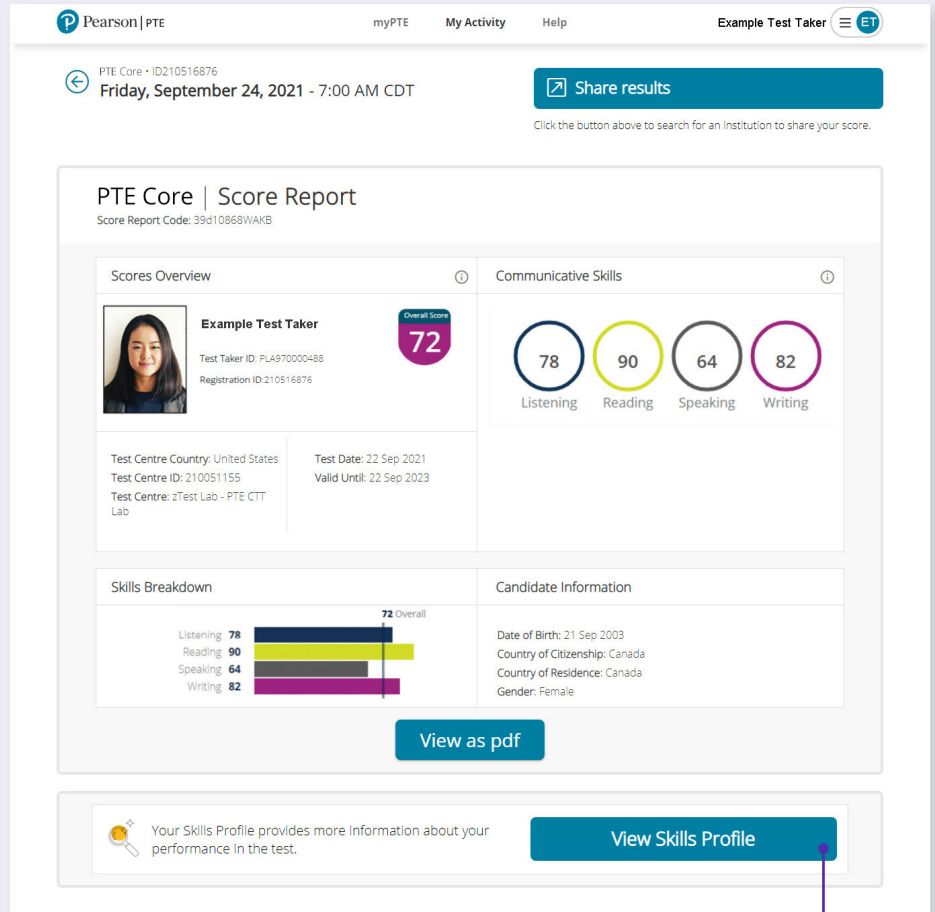 Pearson | PTE
myPTE
My Activity
Help
Example Test Taker
ET
PTE Core • ID210516876
Friday, September 24, 2021 - 7:00 AM CDT
Share results
Click the button above to search for an Institution to share your score.
PTE Core | Score Report
Score Report Code: 39d10868WAKB
Scores Overview
Example Test Taker
Test Taker ID: PLA970000488
Registration ID:210516876
Overall Score
72
Test Centre Country: United States
Test Centre ID: 210051155
Test Centre: zTest Lab - PTE CTT
Lab
Test Date: 22 Sep 2021
Valid Until: 22 Sep 2023
Communicative Skills
78
90
64
82
Listening
Reading
Speaking
Writing
Skills Breakdown
72 Overall
Listening 78
Reading 90
Speaking 64
Writing 82
Candidate Information
Date of Birth: 21 Sep 2003
Country of Citizenship: Canada
Country of Residence: Canada
Gender: Female
View as pdf
Your Skills Profile provides more information about your
performance in the test.
View Skills Profile